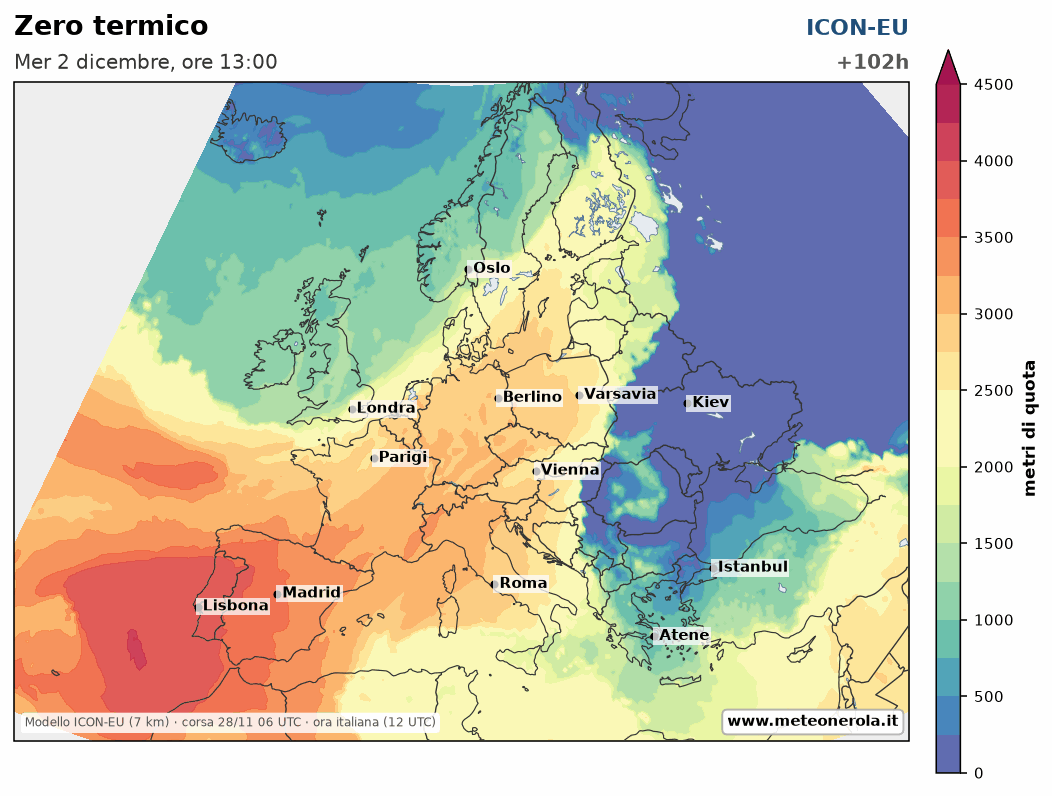 Zero termico
ICON-EU
Mer 2 dicembre, ore 13:00
+102h
4500
4000
3500
3000
2500
2000
1500
1000
500
0
metri di quota
Oslo
Londra
Berlino
Varsavia
Kiev
Parigi
Vienna
Istanbul
Roma
Madrid
Lisbona
Atene
Modello ICON-EU (7 km) · corsa 28/11 06 UTC · ora italiana (12 UTC)
www.meteonerola.it